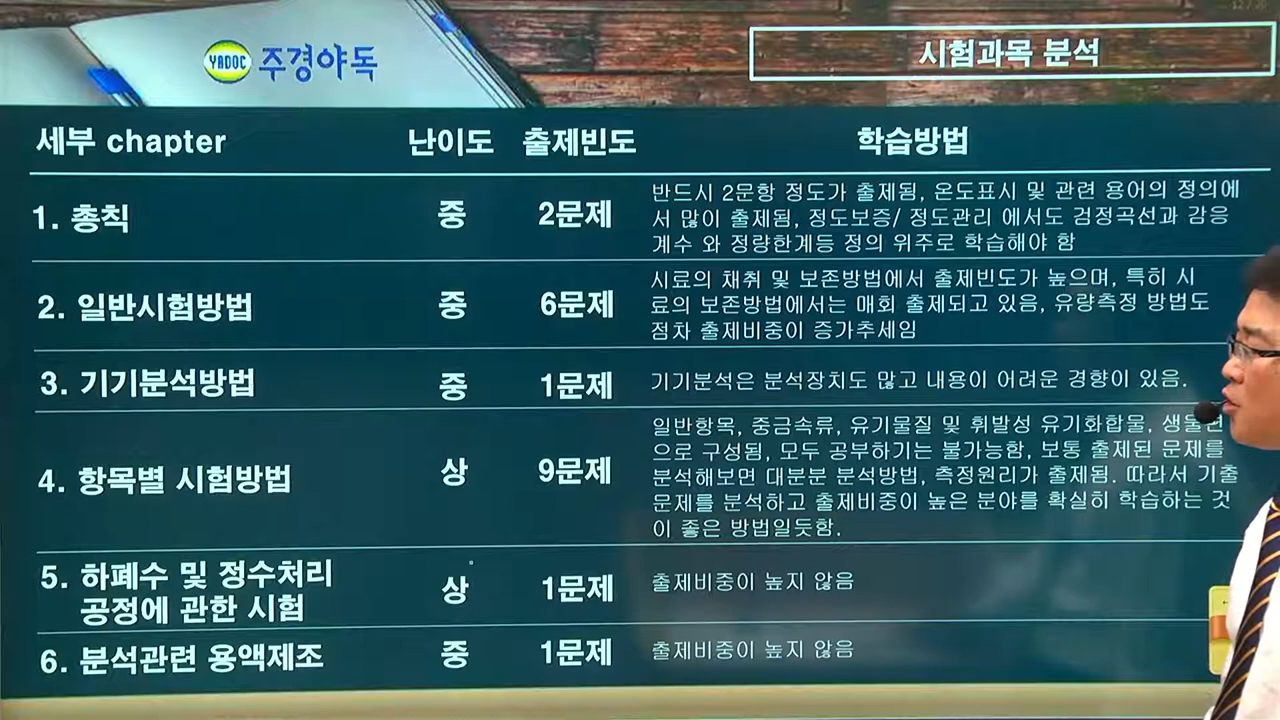 YADOC 주경야독
시험과목 분석
세부 chapter 난이도 출제빈도 학습방법
1. 총칙 중 2문제
반드시 2문항 정도가 출제됨, 온도표시 및 관련 용어의 정의에
서 많이 출제됨, 정도보증/ 정도관리 에서도 검정곡선과 감응
계수 와 정량한계등 정의 위주로 학습해야 함
2. 일반시험방법 중 6문제
시료의 채취 및 보존방법에서 출제빈도가 높으며, 특히 시
료의 보존방법에서는 매회 출제되고 있음, 유량측정 방법도
점차 출제비중이 증가추세임
3. 기기분석방법 중 1문제
기기분석은 분석장치도 많고 내용이 어려운 경향이 있음.
4. 항목별 시험방법 상 9문제
일반항목, 중금속류, 유기물질 및 휘발성 유기화합물, 생물편
으로 구성됨, 모두 공부하기는 불가능함, 보통 출제된 문제를
분석해보면 대분분 분석방법, 측정원리가 출제됨. 따라서 기출
문제를 분석하고 출제비중이 높은 분야를 확실히 학습하는 것
이 좋은 방법일듯함.
5. 하폐수 및 정수처리
공정에 관한 시험 상 1문제
출제비중이 높지 않음
6. 분석관련 용액제조 중 1문제
출제비중이 높지 않음